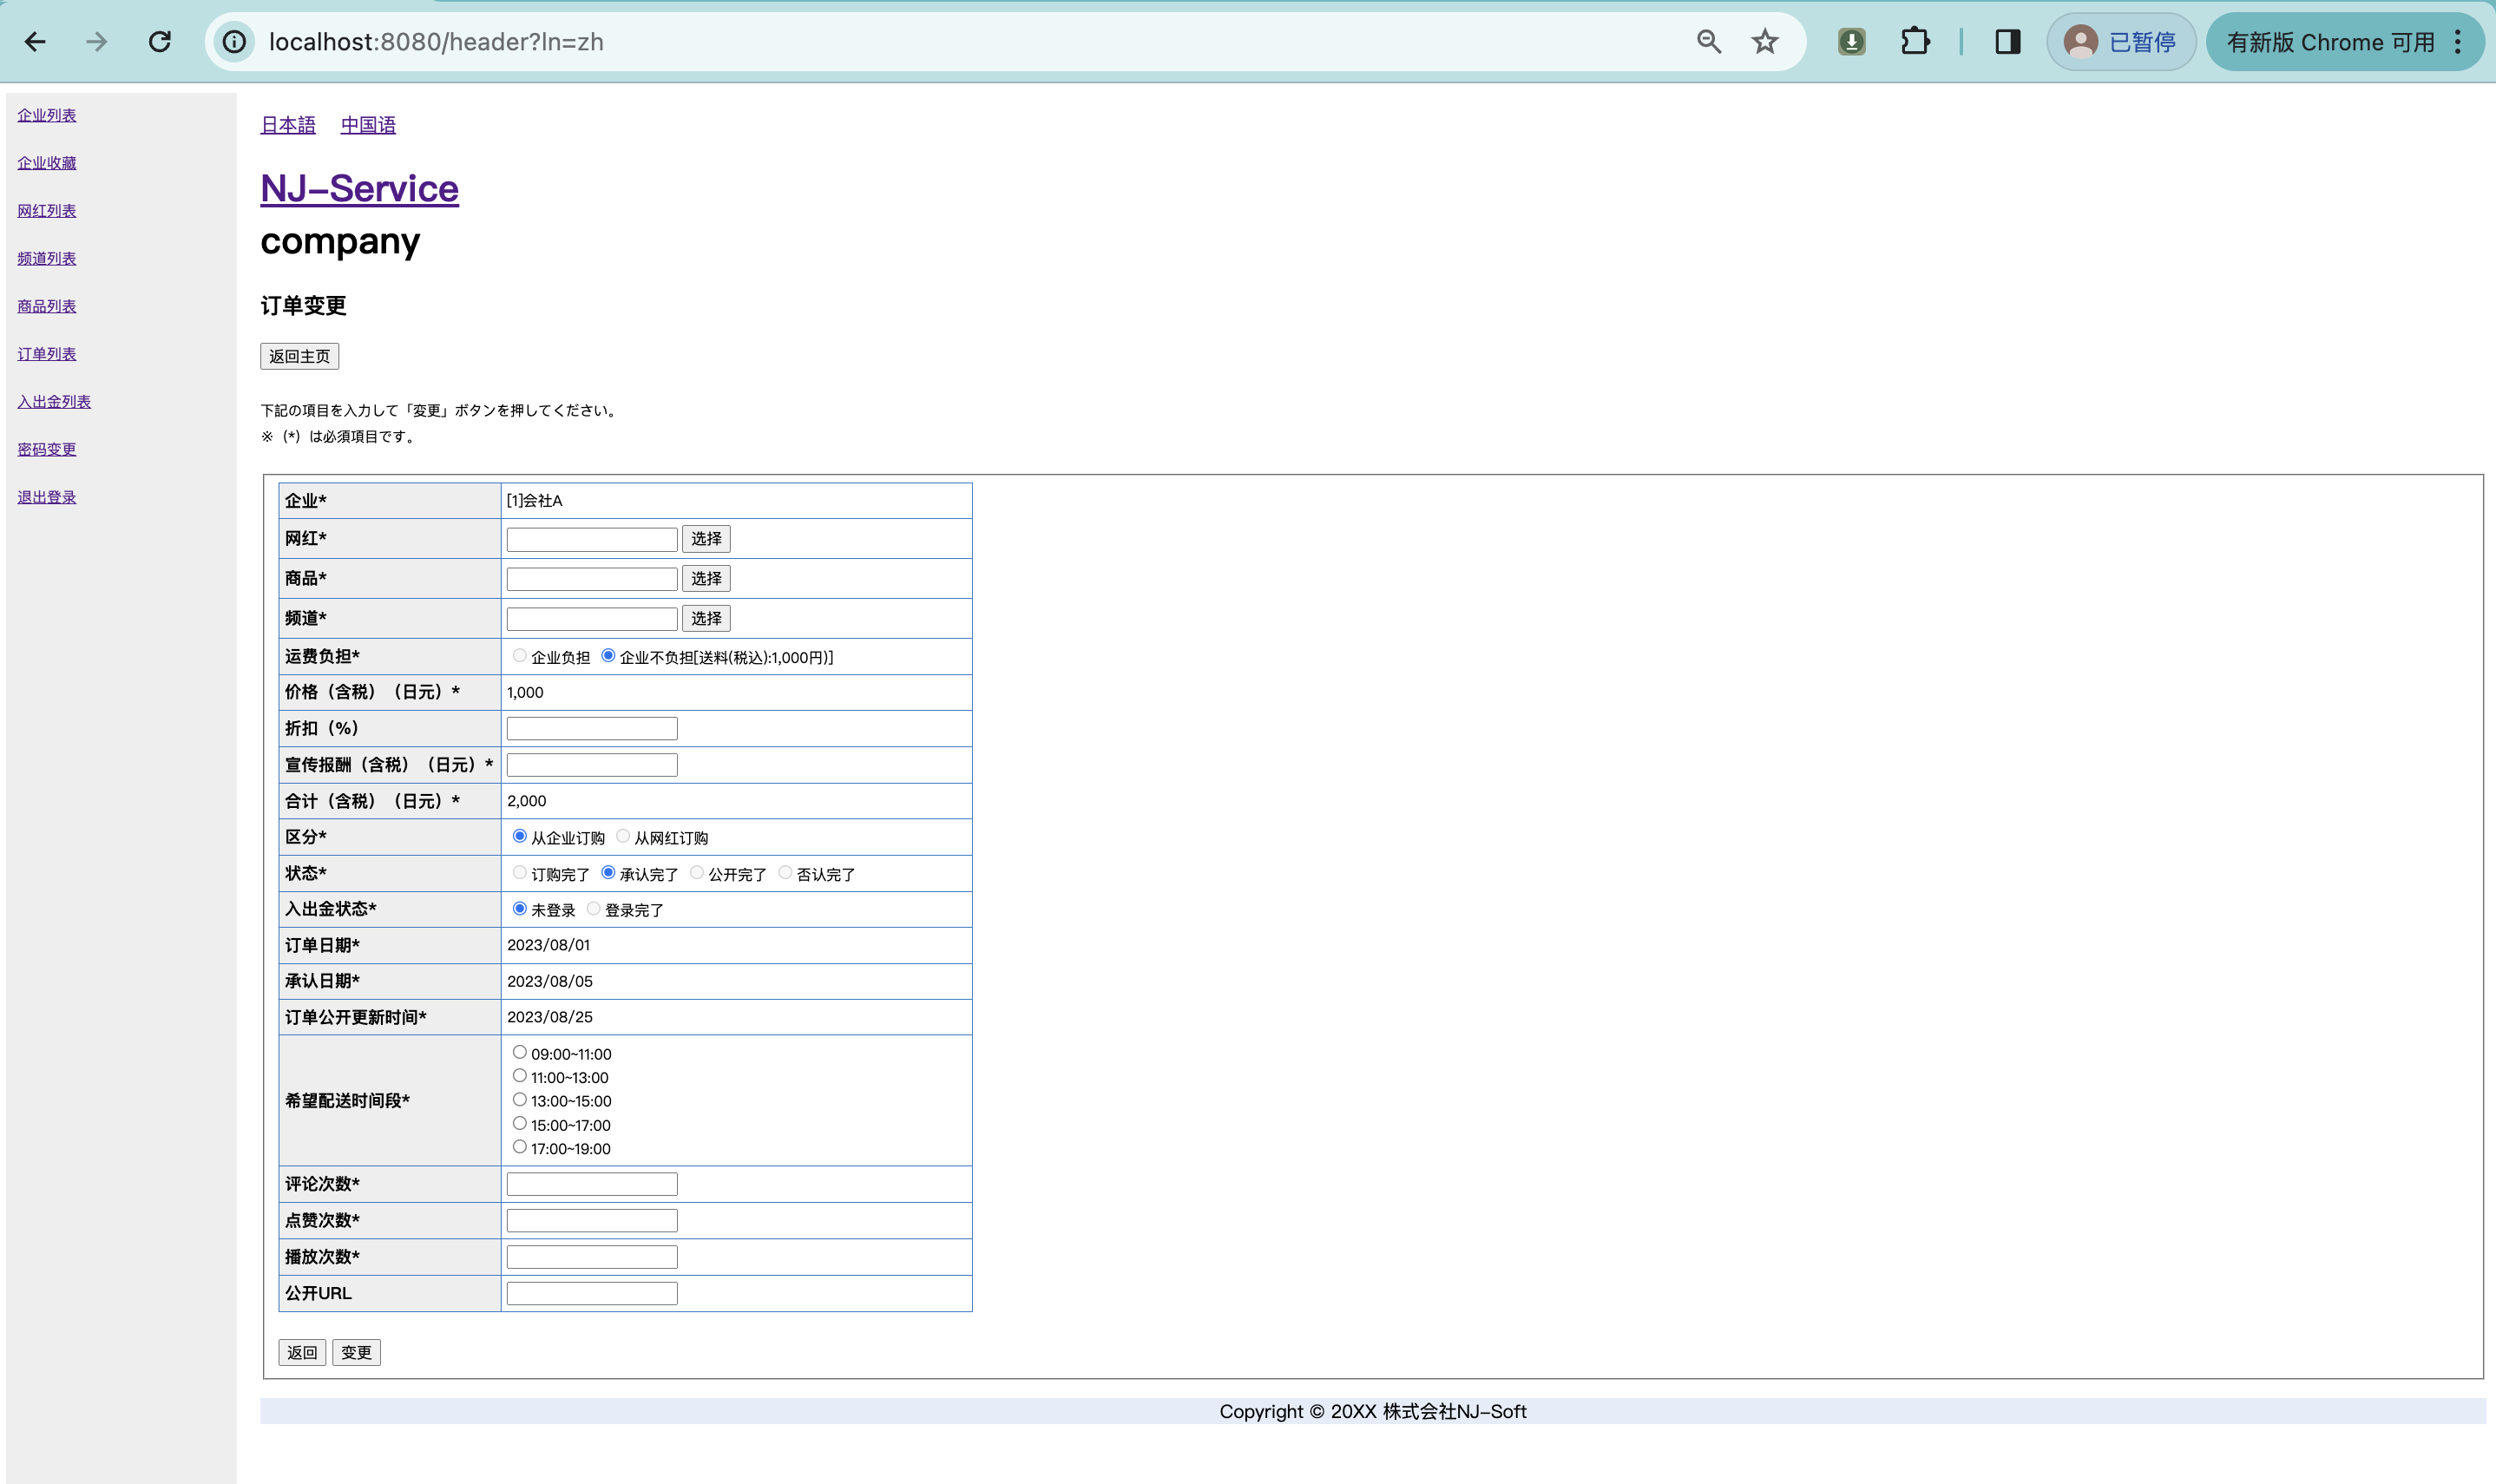 localhost:8080/header?ln=zh
已暂停
有新版 Chrome 可用
企业列表
企业收藏
网红列表
频道列表
商品列表
订单列表
入出金列表
密码变更
退出登录
日本語 中国语
NJ-Service
company
订单变更
返回主页
下記の項目を入力して「変更」ボタンを押してください。
※ (*) は必須項目です。
企业* [1]会社A
网红* 选择
商品* 选择
频道* 选择
运费负担* 企业负担 企业不负担[送料(税込):1,000円)]
价格（含税）（日元）* 1,000
折扣（%）
宣传报酬（含税）（日元）*
合计（含税）（日元）* 2,000
区分* 从企业订购 从网红订购
状态* 订购完了 承认完了 公开完了 否认完了
入出金状态* 未登录 登录完了
订单日期* 2023/08/01
承认日期* 2023/08/05
订单公开更新时间* 2023/08/25
希望配送时间段*
09:00~11:00
11:00~13:00
13:00~15:00
15:00~17:00
17:00~19:00
评论次数*
点赞次数*
播放次数*
公开URL
返回 变更
Copyright © 20XX 株式会社NJ-Soft